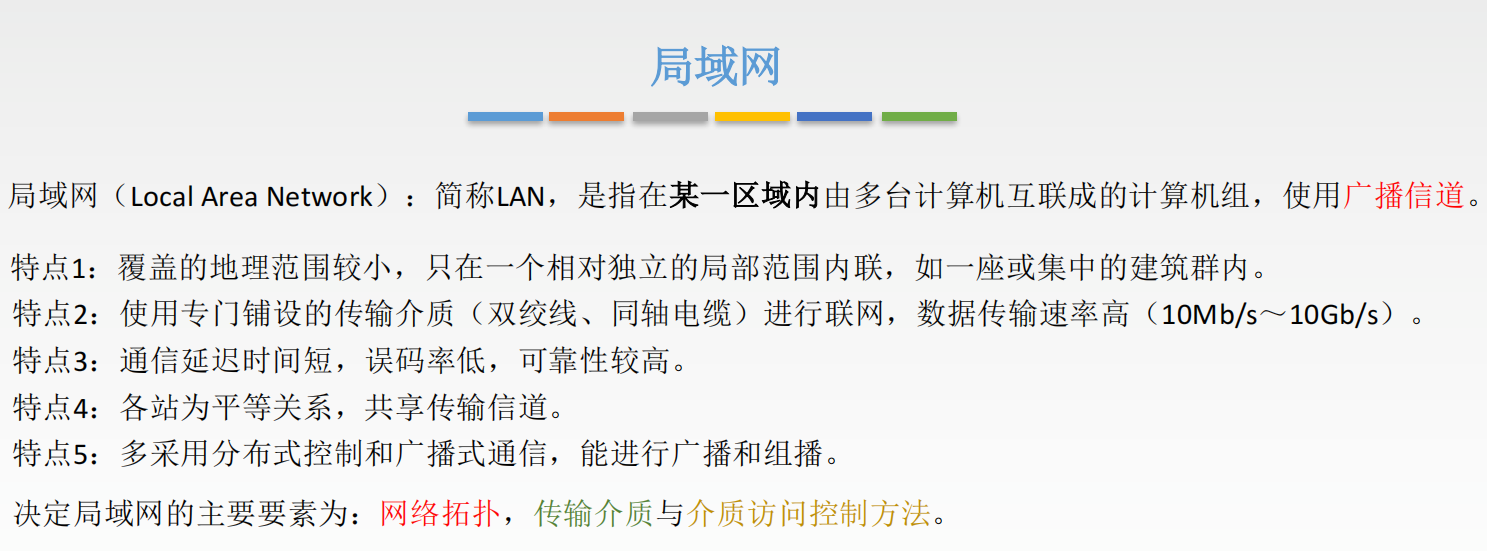 局域网
局域网（Local Area Network）：简称LAN，是指在某一区域内由多台计算机互联成的计算机组，使用广播信道。
特点1：覆盖的地理范围较小，只在一个相对独立的局部范围内联，如一座或集中的建筑群内。
特点2：使用专门铺设的传输介质（双绞线、同轴电缆）进行联网，数据传输速率高（10Mb/s～10Gb/s）。
特点3：通信延迟时间短，误码率低，可靠性较高。
特点4：各站为平等关系，共享传输信道。
特点5：多采用分布式控制和广播式通信，能进行广播和组播。
决定局域网的主要要素为：网络拓扑，传输介质与介质访问控制方法。